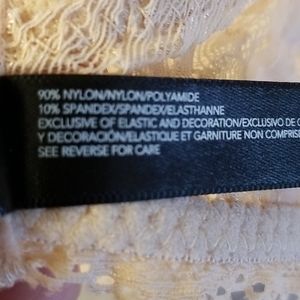 90% NYLON/NYLON/POLYAMIDE
10% SPANDEX/SPANDEX/ELASTHANNE
EXCLUSIVE OF ELASTIC AND DECORATION/EXCLUSIVO DE
Y DECORACIÓN/ELASTIQUE ET GARNITURE NON COMPRIS
SEE REVERSE FOR CARE